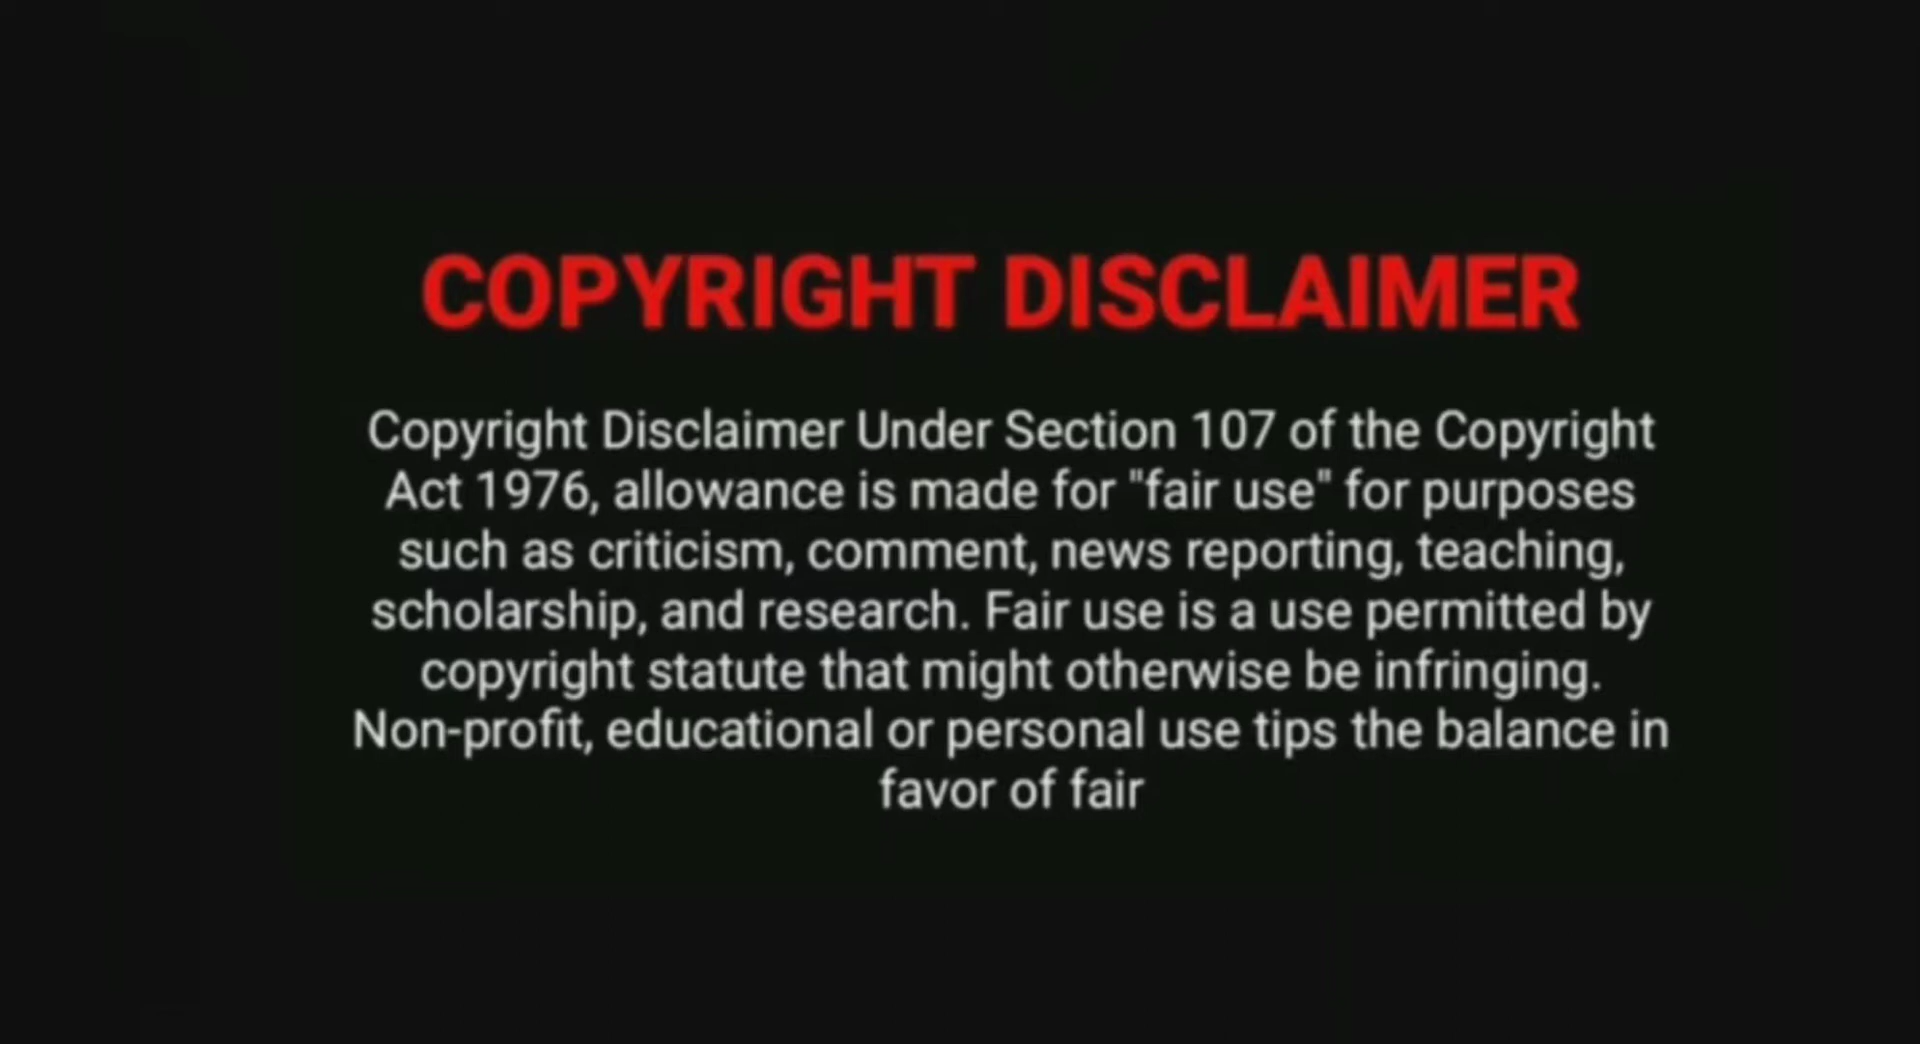 COPYRIGHT DISCLAIMER
Copyright Disclaimer Under Section 107 of the Copyright
Act 1976, allowance is made for "fair use" for purposes
such as criticism, comment, news reporting, teaching,
scholarship, and research. Fair use is a use permitted by
copyright statute that might otherwise be infringing.
Non-profit, educational or personal use tips the balance in
favor of fair